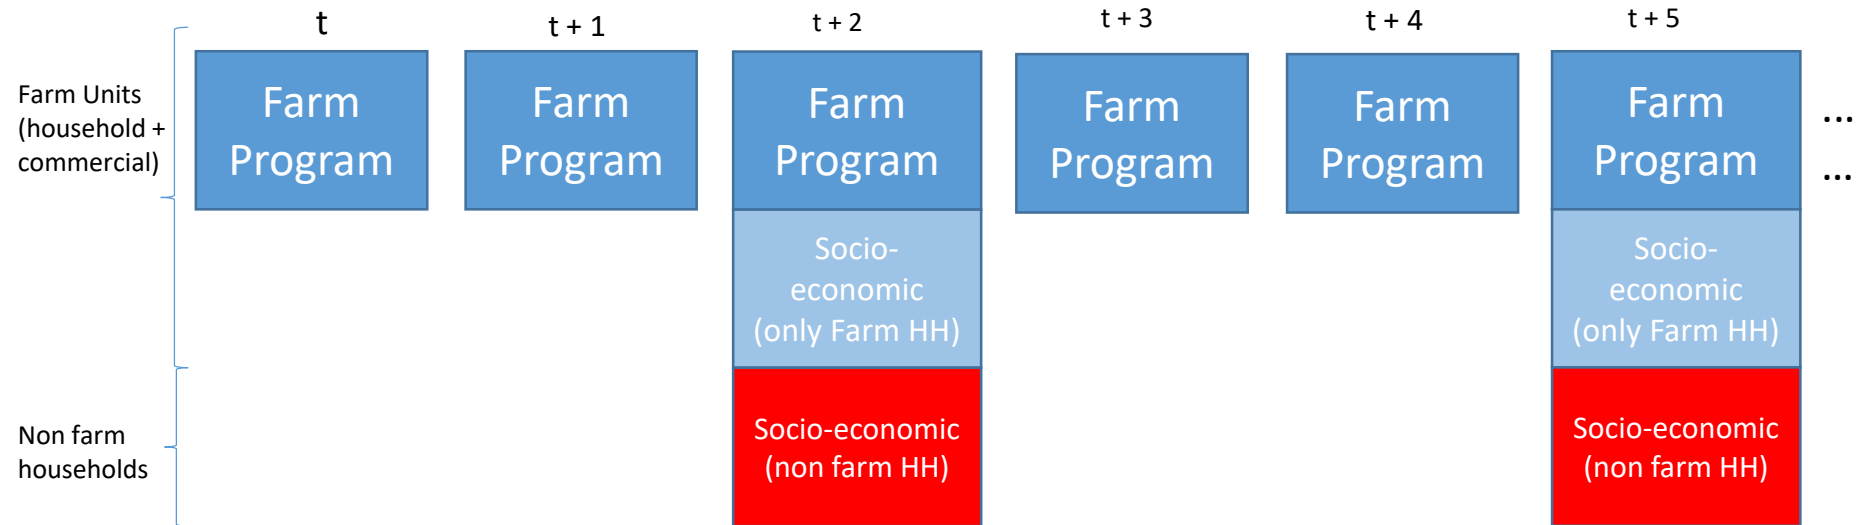 t
t + 1
t + 2
t + 3
t + 4
t + 5
Farm Units
(household +
commercial)
Farm
Program
Farm
Program
Farm
Program
Farm
Program
Farm
Program
Farm
Program
...
...
Socio-
economic
(only Farm HH)
Socio-
economic
(only Farm HH)
Non farm
households
Socio-economic
(non farm HH)
Socio-economic
(non farm HH)